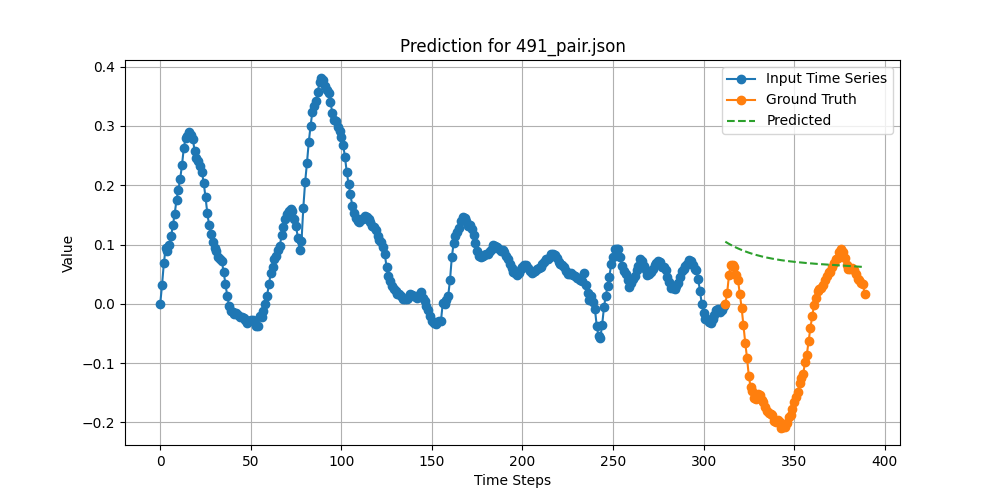 Prediction for 491_pair.json
0.4
0.3
0.2
0.1
0.0
−0.1
−0.2
Value
0
50
100
150
200
250
300
350
400
Time Steps
Input Time Series
Ground Truth
Predicted